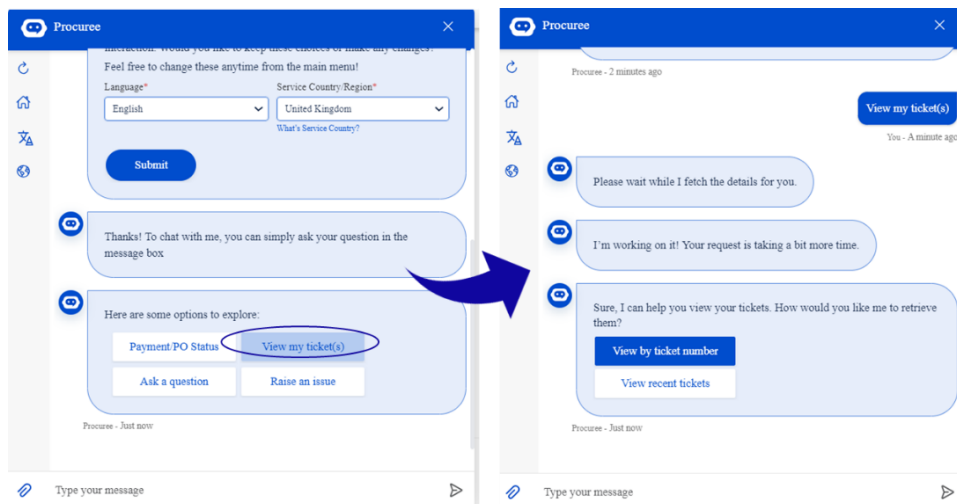 Procuree
interaction. Would you like to keep these choices or make any changes?
Feel free to change these anytime from the main menu!
Language*
Service Country/Region*
English
United Kingdom
What's Service Country?
Submit
Thanks! To chat with me, you can simply ask your question in the
message box
Here are some options to explore:
Payment/PO Status
View my ticket(s)
Ask a question
Raise an issue
Procuree - Just now
Type your message
Procuree
Procuree - 2 minutes ago
View my ticket(s)
You - A minute ago
Please wait while I fetch the details for you.
I'm working on it! Your request is taking a bit more time.
Sure, I can help you view your tickets. How would you like me to retrieve
them?
View by ticket number
View recent tickets
Procuree - Just now
Type your message